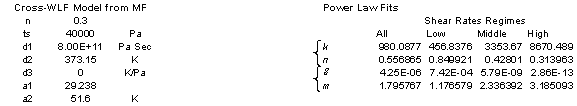 Cross-WLF Model from MF Power Law Fits
n 0.3 Shear Rates Regimes
ts 40000 Pa All Low Middle High
d1 8.00E+11 Pa Sec k 980.0877 456.8376 3353.67 8670.489
d2 373.15 K n 0.556865 0.849921 0.42801 0.313963
d3 0 K/Pa g 4.25E-06 7.42E-04 5.79E-09 2.86E-13
a1 29.238 m 1.795767 1.176579 2.336392 3.185093
a2 51.6 K